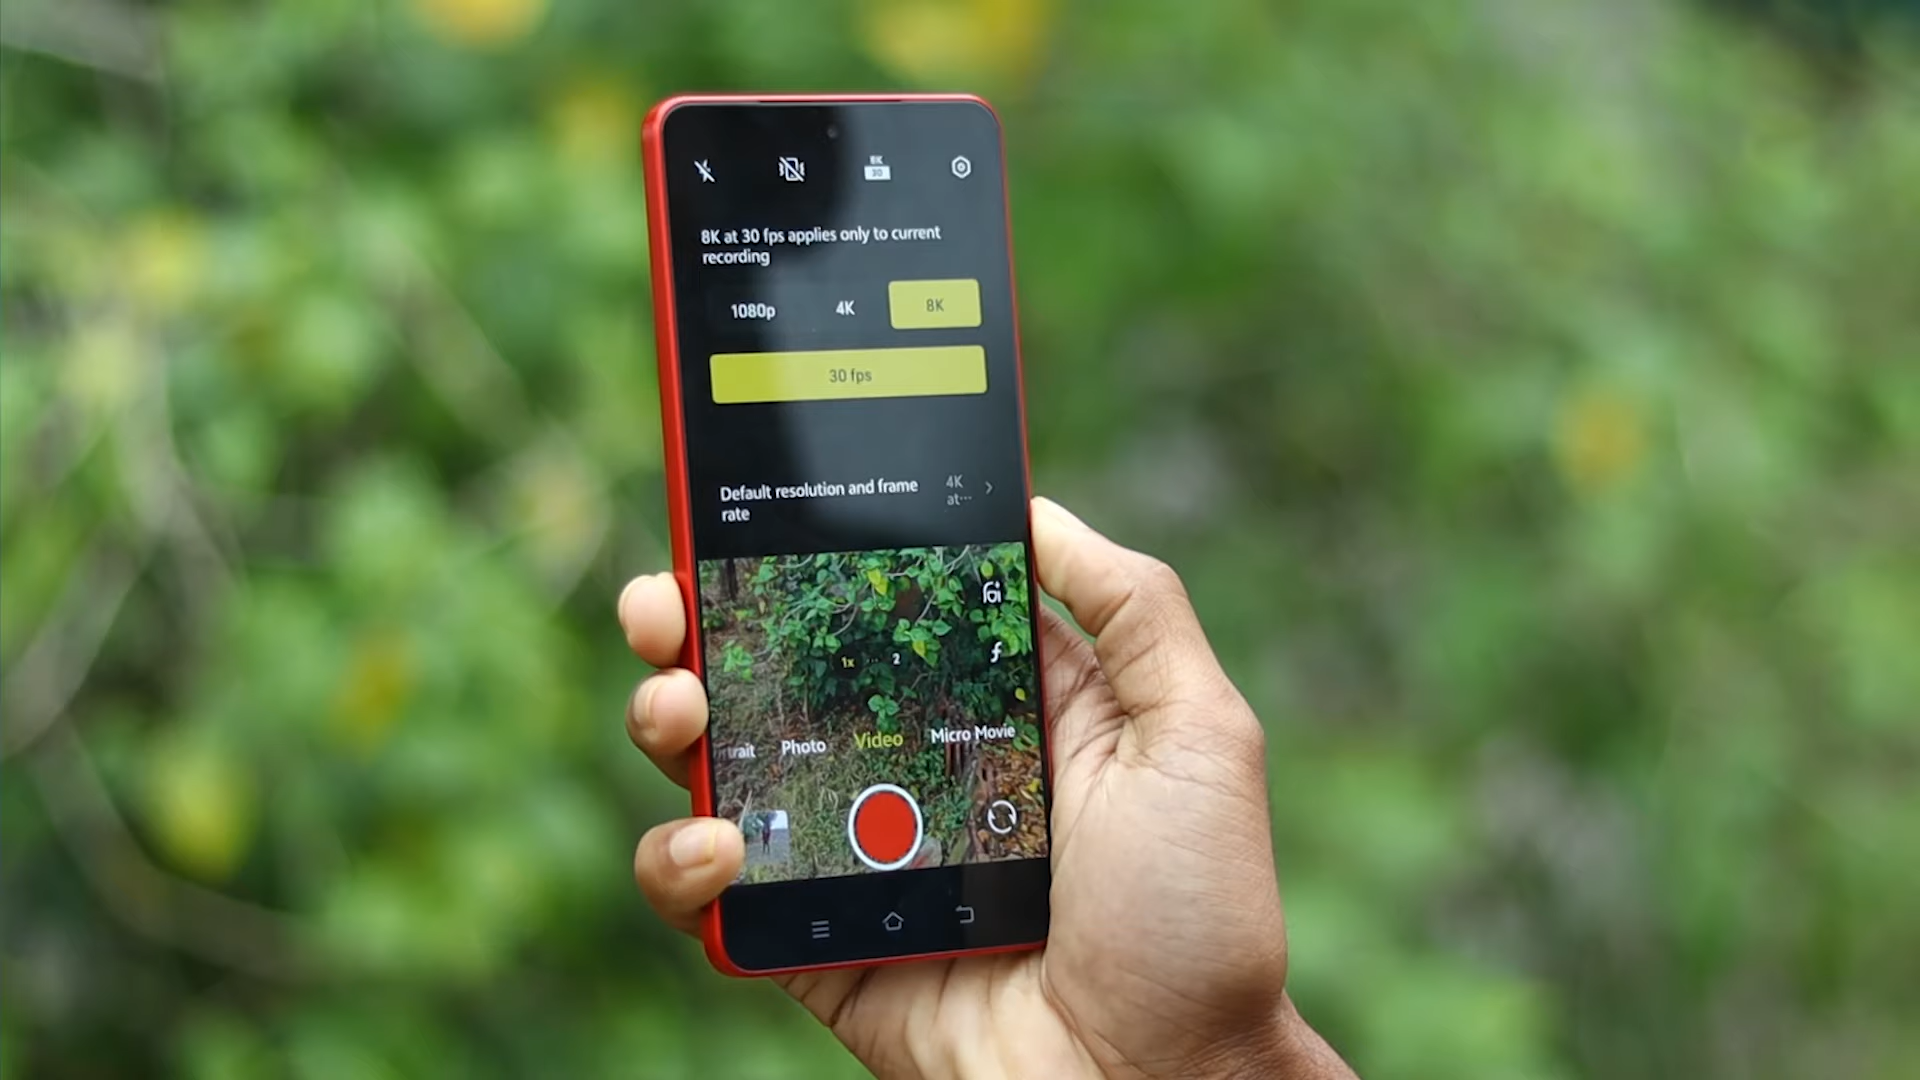 8K
30
8K at 30 fps applies only to current
recording
1080p 4K 8K
30 fps
Default resolution and frame
rate
4K
at...
1x 2
rait Photo Video Micro Movie